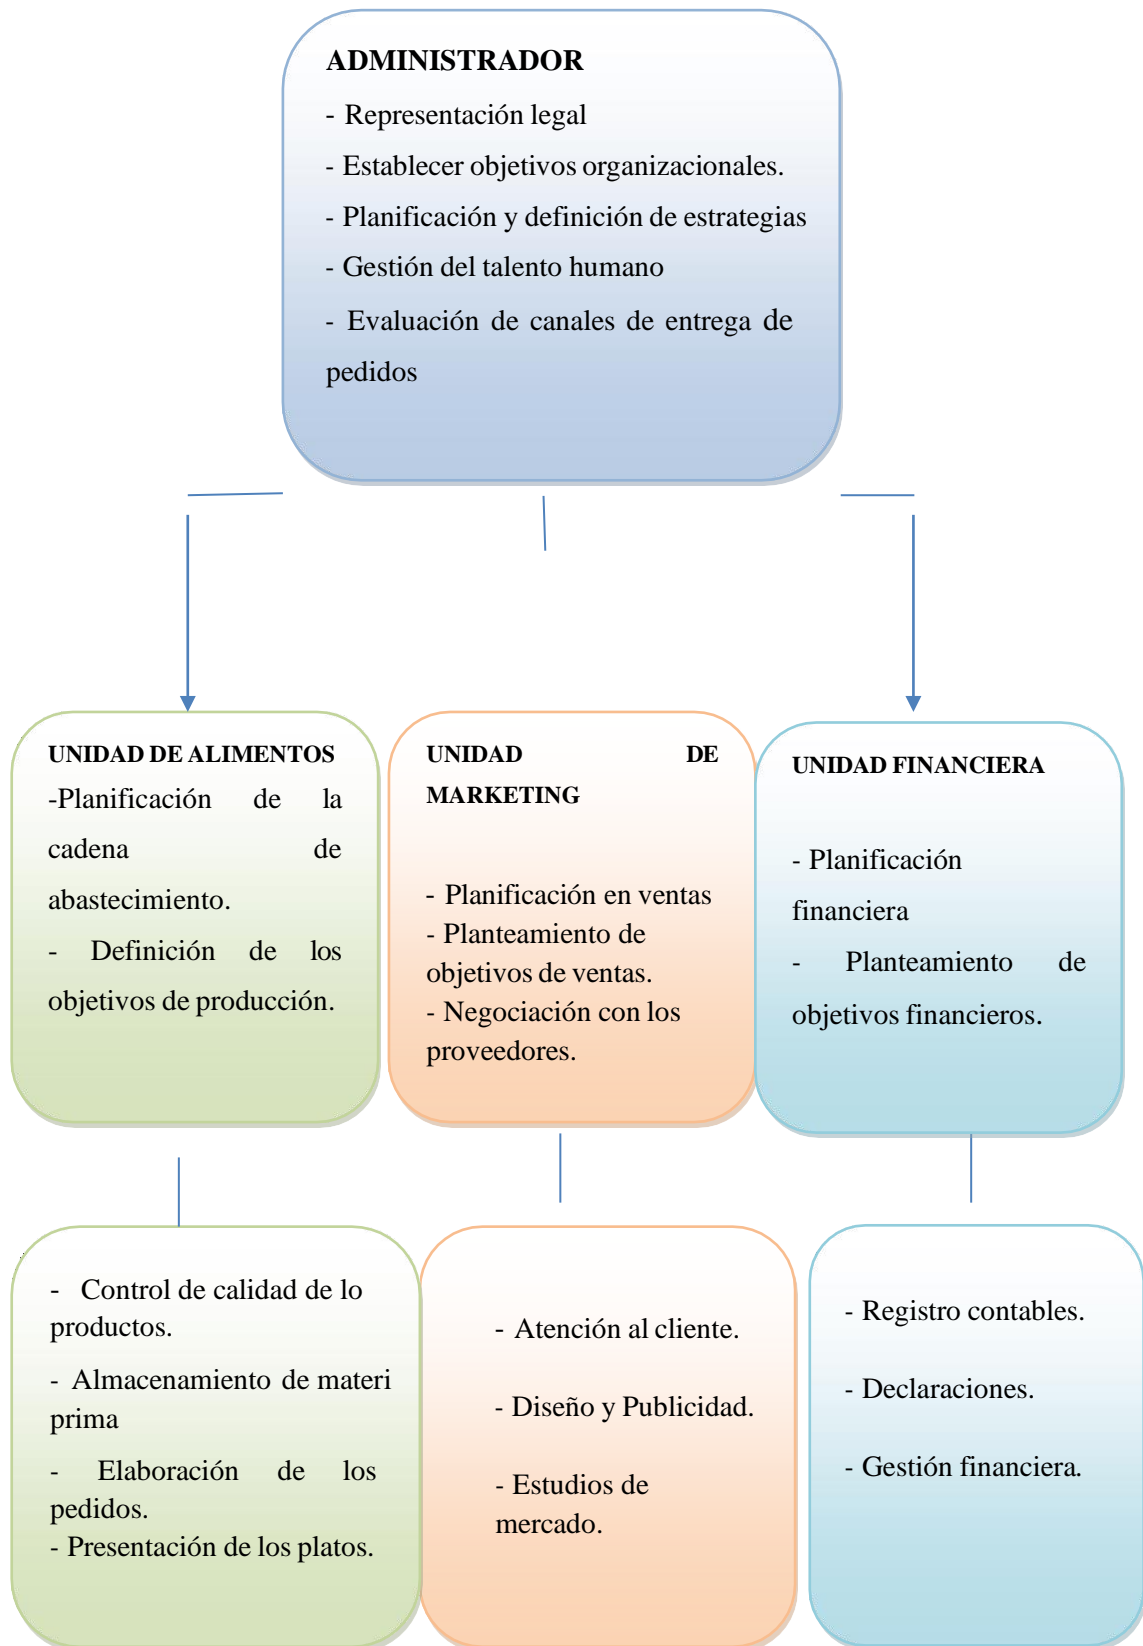 ADMINISTRADOR
- Representación legal
- Establecer objetivos organizacionales.
- Planificación y definición de estrategias
- Gestión del talento humano
- Evaluación de canales de entrega de
pedidos
UNIDAD DE ALIMENTOS
-Planificación de la
cadena de
abastecimiento.
- Definición de los
objetivos de producción.
UNIDAD DE
MARKETING
- Planificación en ventas
- Planteamiento de
objetivos de ventas.
- Negociación con los
proveedores.
UNIDAD FINANCIERA
- Planificación
financiera
- Planteamiento de
objetivos financieros.
- Control de calidad de lo
productos.
- Almacenamiento de materi
prima
- Elaboración de los
pedidos.
- Presentación de los platos.
- Atención al cliente.
- Diseño y Publicidad.
- Estudios de
mercado.
- Registro contables.
- Declaraciones.
- Gestión financiera.